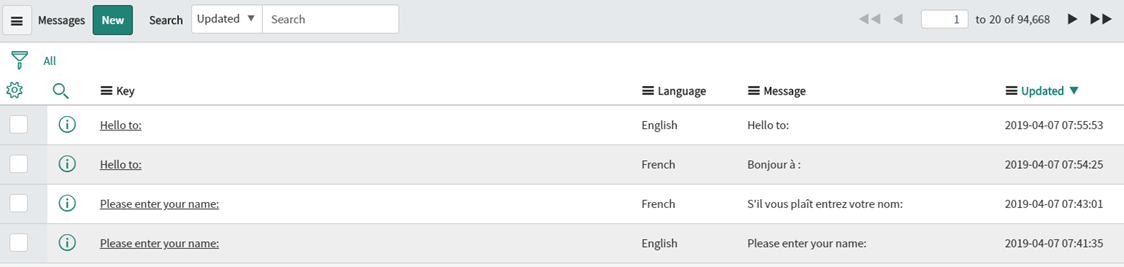 Messages New Search Updated Search 1 to 20 of 94,668
All
Key Language Message Updated
Hello to: English Hello to: 2019-04-07 07:55:53
Hello to: French Bonjour à : 2019-04-07 07:54:25
Please enter your name: French S'il vous plaît entrez votre nom: 2019-04-07 07:43:01
Please enter your name: English Please enter your name: 2019-04-07 07:41:35